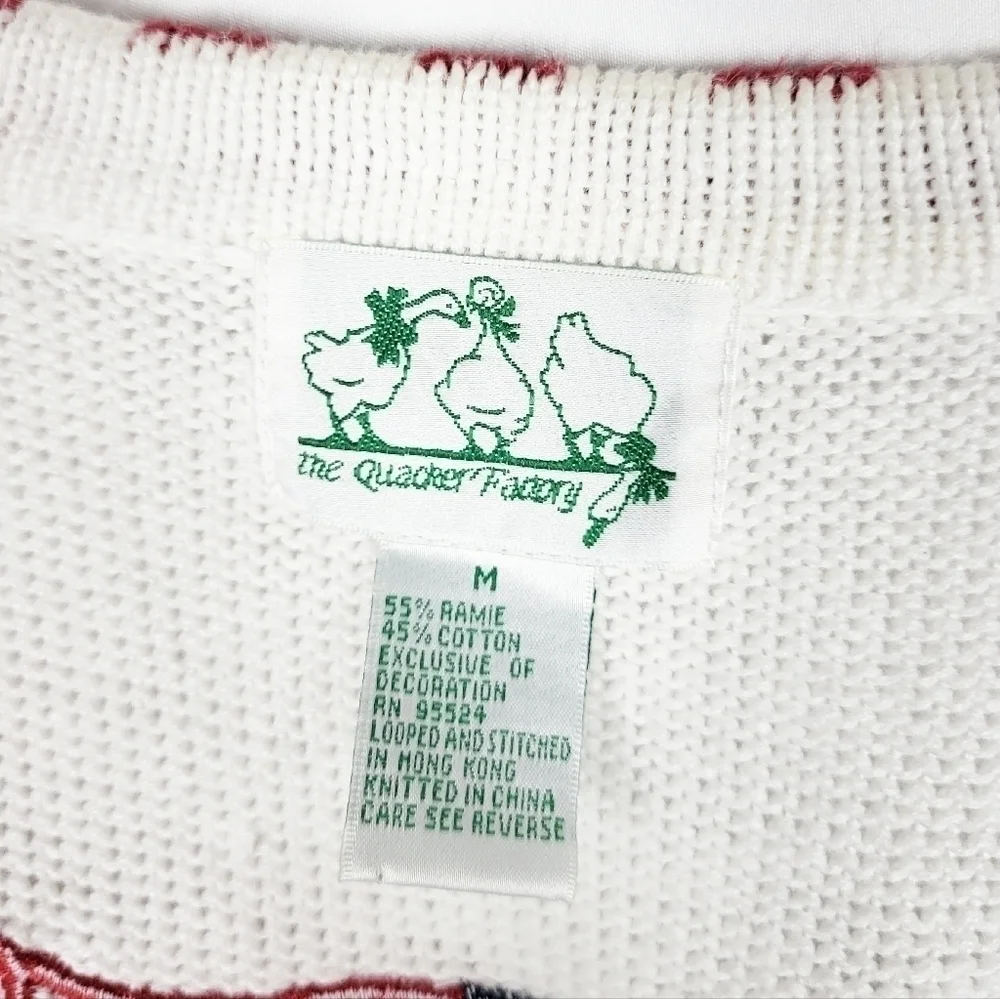 The Quacker Factory
M
55% RAMIE
45% COTTON
EXCLUSIVE OF
DECORATION
RN 95524
LOOPED AND STITCHED
IN HONG KONG
KNITTED IN CHINA
CARE SEE REVERSE